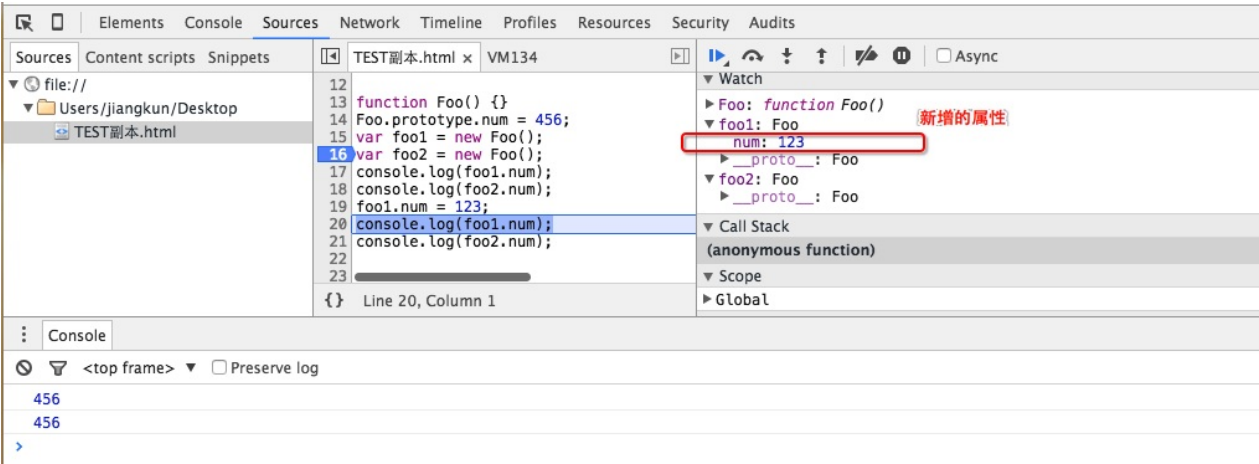 Elements Console Sources Network Timeline Profiles Resources Security Audits
Sources Content scripts Snippets
file://
Users/jiangkun/Desktop
TEST副本.html
TEST副本.html × VM134
12
13 function Foo() {}
14 Foo.prototype.num = 456;
15 var foo1 = new Foo();
16 var foo2 = new Foo();
17 console.log(foo1.num);
18 console.log(foo2.num);
19 foo1.num = 123;
20 console.log(foo1.num);
21 console.log(foo2.num);
22
23
{} Line 20, Column 1
Async
Watch
Foo: function Foo()
新增的属性
foo1: Foo
num: 123
__proto__: Foo
foo2: Foo
__proto__: Foo
Call Stack
(anonymous function)
Scope
Global
Console
<top frame> ▼ Preserve log
456
456
>